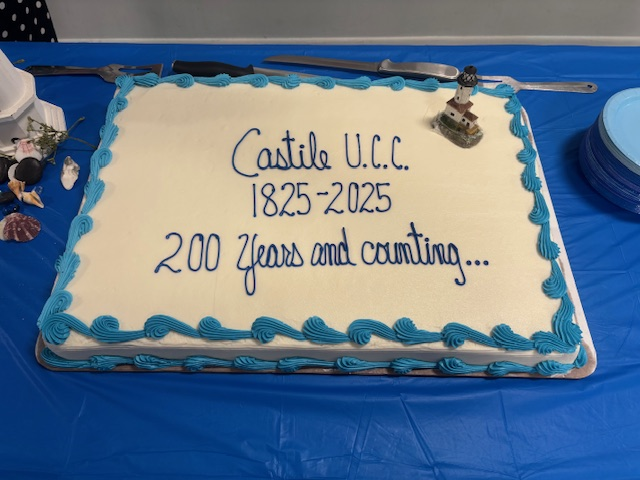 Castile U.C.C.
1825-2025
200 Years and counting...